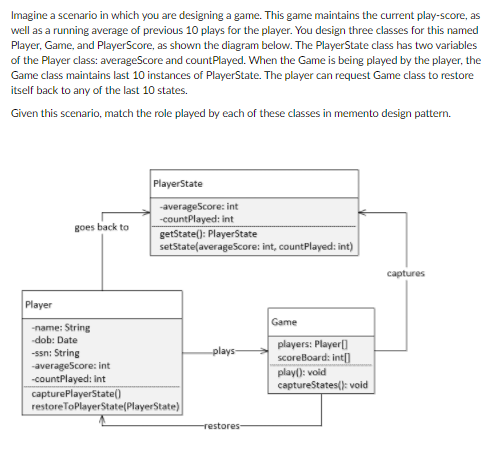 Imagine a scenario in which you are designing a game. This game maintains the current play-score, as
well as a running average of previous 10 plays for the player. You design three classes for this named
Player, Game, and PlayerScore, as shown the diagram below. The PlayerState class has two variables
of the Player class: averageScore and countPlayed. When the Game is being played by the player, the
Game class maintains last 10 instances of PlayerState. The player can request Game class to restore
itself back to any of the last 10 states.
Given this scenario, match the role played by each of these classes in memento design pattern.
PlayerState
-averageScore: int
-countPlayed: int
getState(): PlayerState
setState(averageScore: int, countPlayed: int)
goes back to
captures
Player
-name: String
-dob: Date
-ssn: String
-averageScore: int
-countPlayed: int
capturePlayerState()
restoreToPlayerState(PlayerState)
plays
Game
players: Player[]
scoreBoard: int[]
play(): void
captureStates(): void
restores